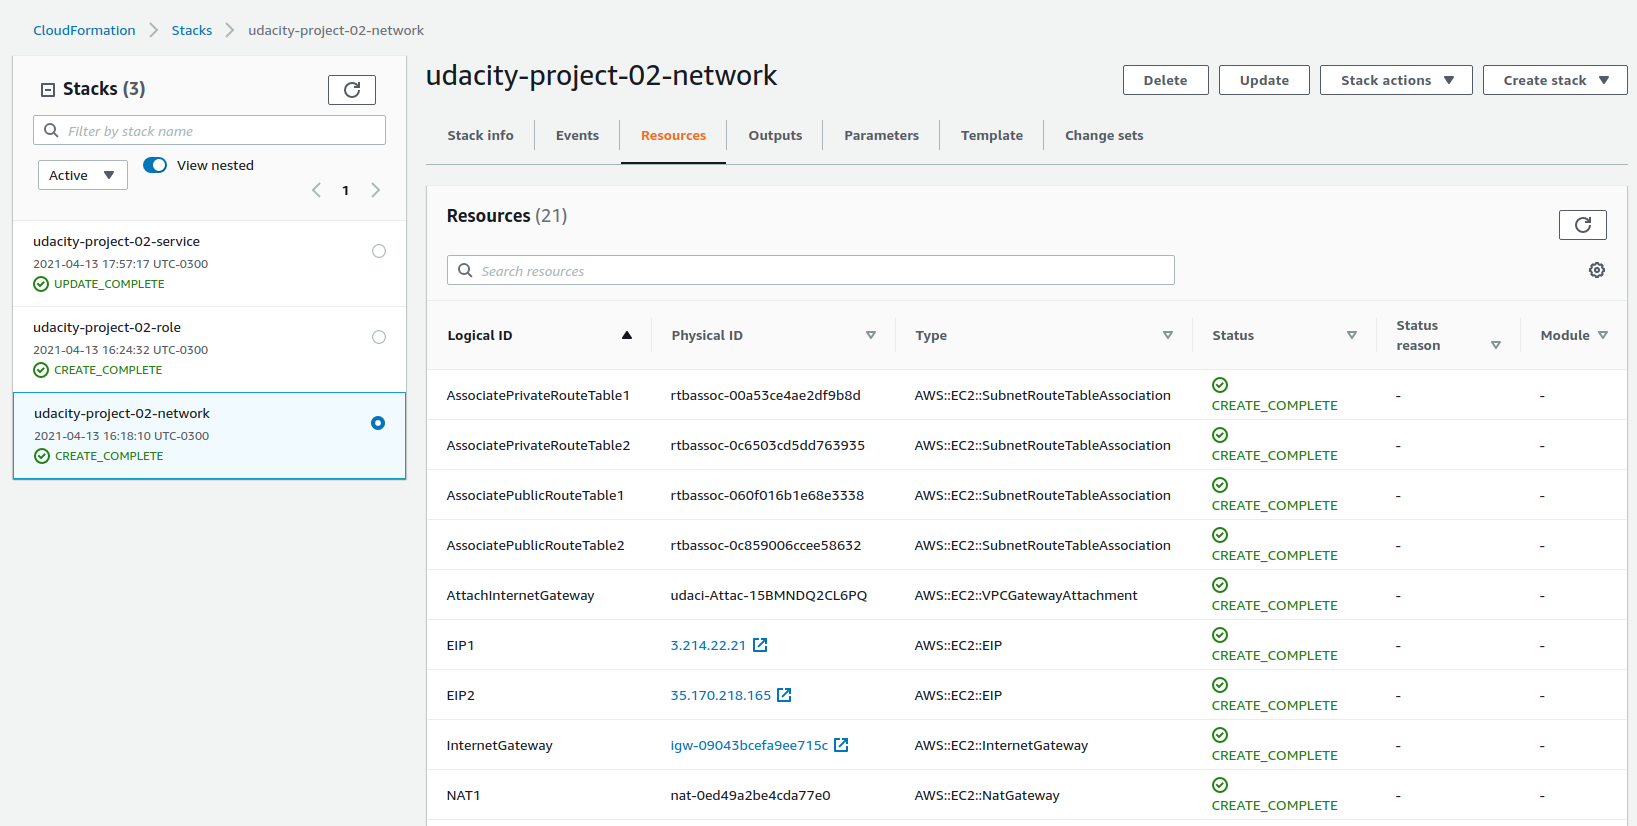 CloudFormation > Stacks > udacity-project-02-network
Stacks (3)
Filter by stack name
Active
View nested
1
udacity-project-02-service
2021-04-13 17:57:17 UTC-0300
UPDATE_COMPLETE
udacity-project-02-role
2021-04-13 16:24:32 UTC-0300
CREATE_COMPLETE
udacity-project-02-network
2021-04-13 16:18:10 UTC-0300
CREATE_COMPLETE
udacity-project-02-network
Delete Update Stack actions Create stack
Stack info Events Resources Outputs Parameters Template Change sets
Resources (21)
Search resources
Logical ID Physical ID Type Status Status reason Module
AssociatePrivateRouteTable1 rtbassoc-00a53ce4ae2df9b8d AWS::EC2::SubnetRouteTableAssociation CREATE_COMPLETE - -
AssociatePrivateRouteTable2 rtbassoc-0c6503cd5dd763935 AWS::EC2::SubnetRouteTableAssociation CREATE_COMPLETE - -
AssociatePublicRouteTable1 rtbassoc-060f016b1e68e3338 AWS::EC2::SubnetRouteTableAssociation CREATE_COMPLETE - -
AssociatePublicRouteTable2 rtbassoc-0c859006ccee58632 AWS::EC2::SubnetRouteTableAssociation CREATE_COMPLETE - -
AttachInternetGateway udaci-Attac-15BMNDQ2CL6PQ AWS::EC2::VPCGatewayAttachment CREATE_COMPLETE - -
EIP1 3.214.22.21 AWS::EC2::EIP CREATE_COMPLETE - -
EIP2 35.170.218.165 AWS::EC2::EIP CREATE_COMPLETE - -
InternetGateway igw-09043bcefa9ee715c AWS::EC2::InternetGateway CREATE_COMPLETE - -
NAT1 nat-0ed49a2be4cda77e0 AWS::EC2::NatGateway CREATE_COMPLETE - -